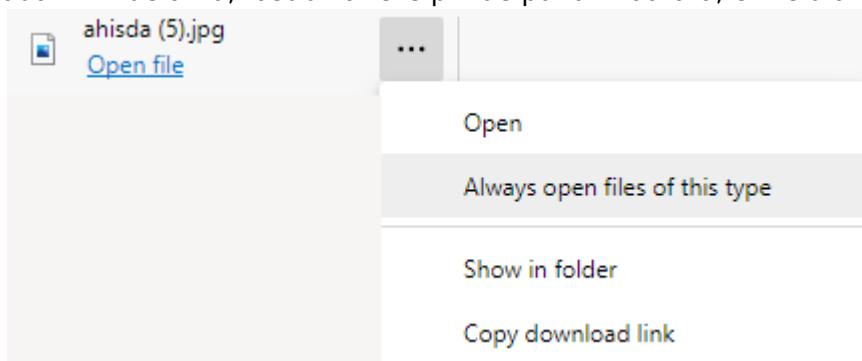 ahisda (5).jpg
Open file
...
Open
Always open files of this type
Show in folder
Copy download link